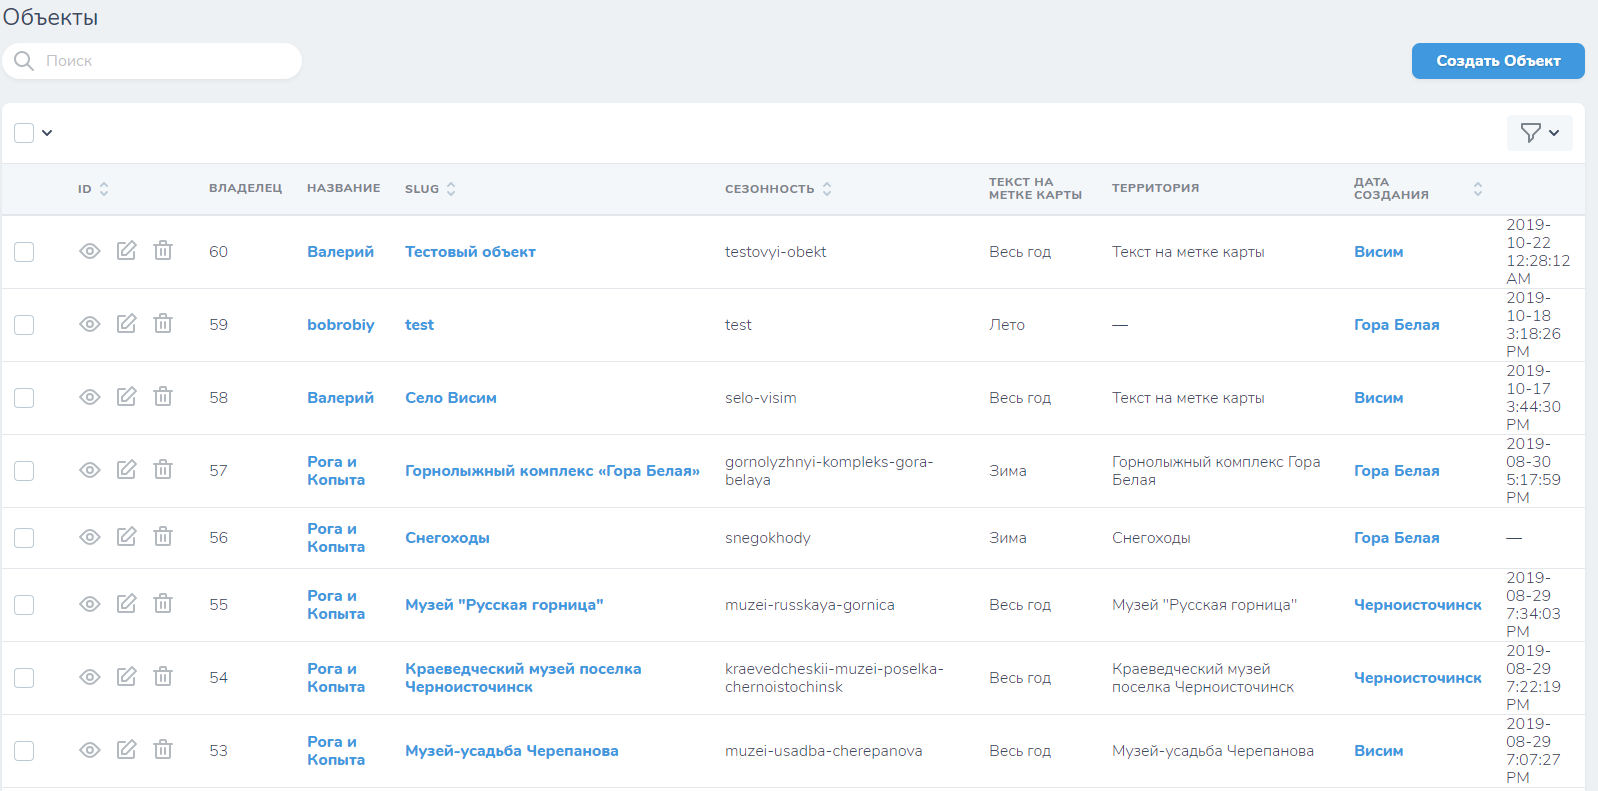 Объекты
Поиск
Создать Объект
ID ВЛАДЕЛЕЦ НАЗВАНИЕ SLUG СЕЗОННОСТЬ ТЕКСТ НА МЕТКЕ КАРТЫ ТЕРРИТОРИЯ ДАТА СОЗДАНИЯ
60 Валерий Тестовый объект testovyi-obekt Весь год Текст на метке карты Висим 2019-10-22 12:28:12 AM
59 bobrobiy test test Лето — Гора Белая 2019-10-18 3:18:26 PM
58 Валерий Село Висим selo-visim Весь год Текст на метке карты Висим 2019-10-17 3:44:30 PM
57 Рога и Копыта Горнолыжный комплекс «Гора Белая» gornolyzhnyi-kompleks-gora-belaya Зима Горнолыжный комплекс Гора Белая Гора Белая 2019-08-30 5:17:59 PM
56 Рога и Копыта Снегоходы snegokhody Зима Снегоходы Гора Белая —
55 Рога и Копыта Музей "Русская горница" muzei-russkaya-gornica Весь год Музей "Русская горница" Черноисточинск 2019-08-29 7:34:03 PM
54 Рога и Копыта Краеведческий музей поселка Черноисточинск kraevedcheskii-muzei-poselka-chernoistochinsk Весь год Краеведческий музей поселка Черноисточинск Черноисточинск 2019-08-29 7:22:19 PM
53 Рога и Копыта Музей-усадьба Черепанова muzei-usadba-cherepanova Весь год Музей-усадьба Черепанова Висим 2019-08-29 7:07:27 PM